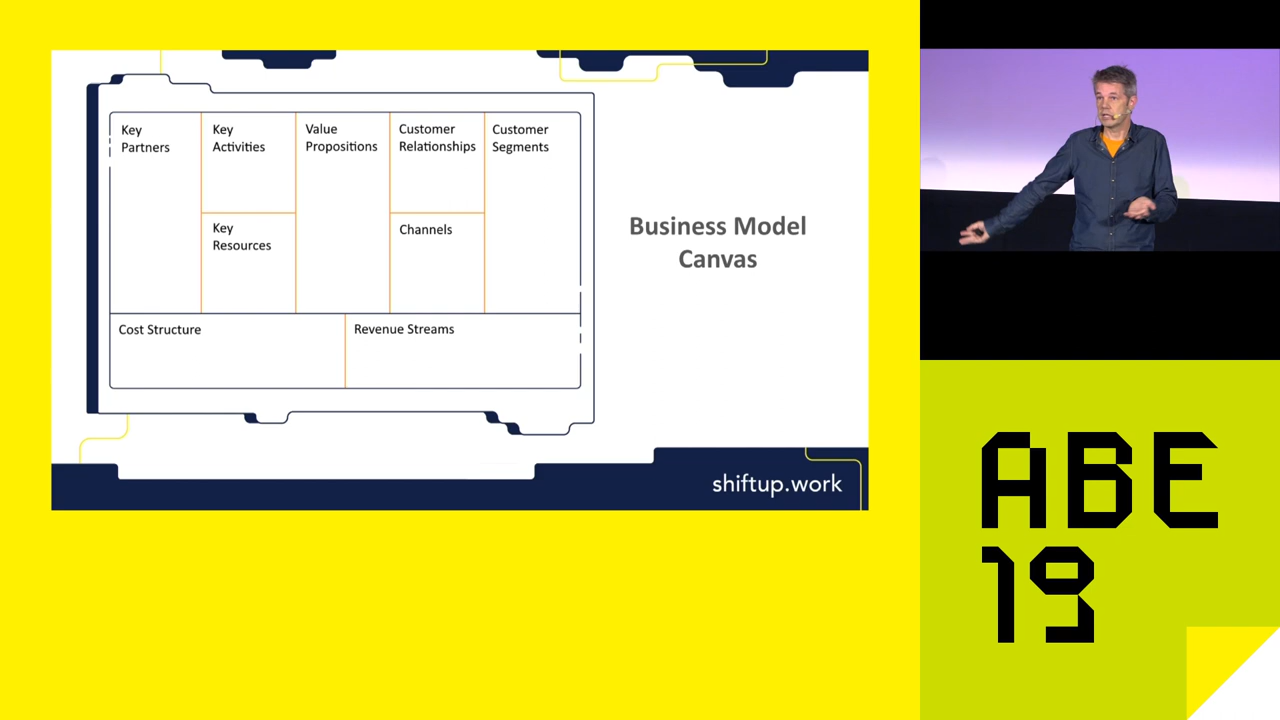 Key
Partners
Key
Activities
Value
Propositions
Customer
Relationships
Customer
Segments
Key
Resources
Channels
Cost Structure
Revenue Streams
Business Model
Canvas
shiftup.work
ABE
19